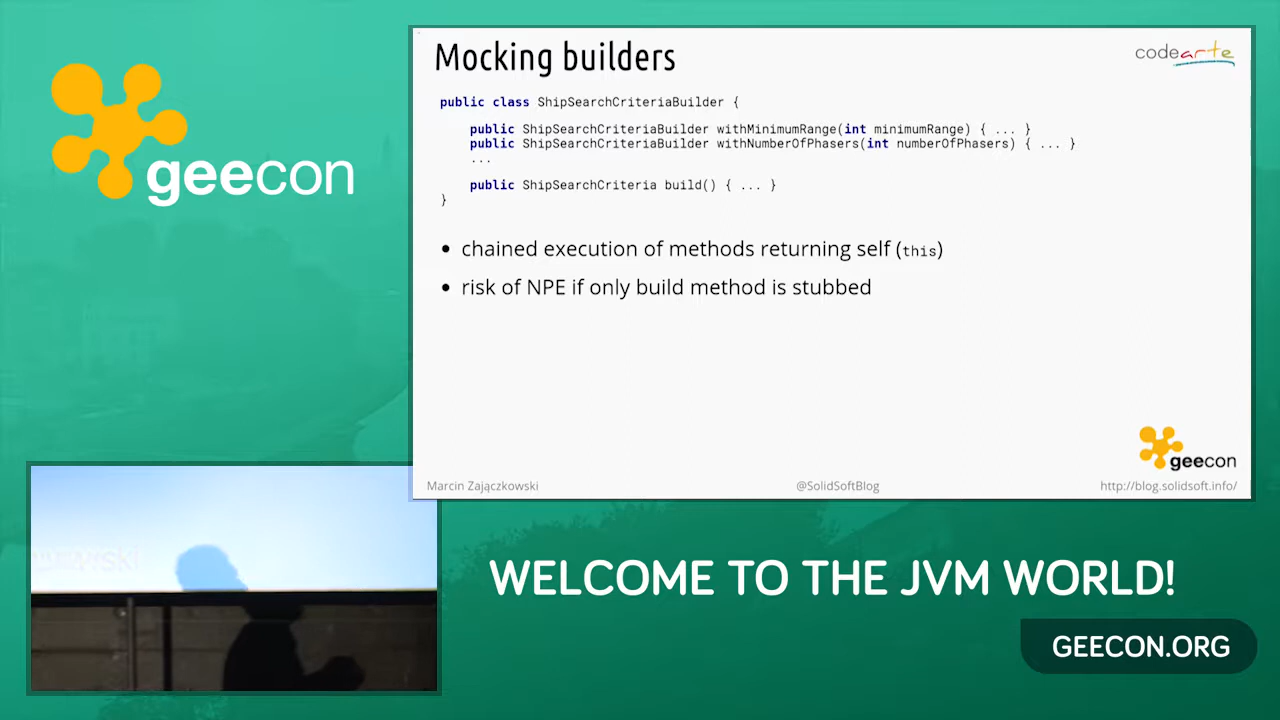 geecon
Mocking builders
codearte
public class ShipSearchCriteriaBuilder {
public ShipSearchCriteriaBuilder withMinimumRange(int minimumRange) { ... }
public ShipSearchCriteriaBuilder withNumberOfPhasers(int numberOfPhasers) { ... }
...
public ShipSearchCriteria build() { ... }
}
• chained execution of methods returning self (this)
• risk of NPE if only build method is stubbed
geecon
Marcin Zajączkowski
@SolidSoftBlog
http://blog.solidsoft.info/
WELCOME TO THE JVM WORLD!
GEECON.ORG